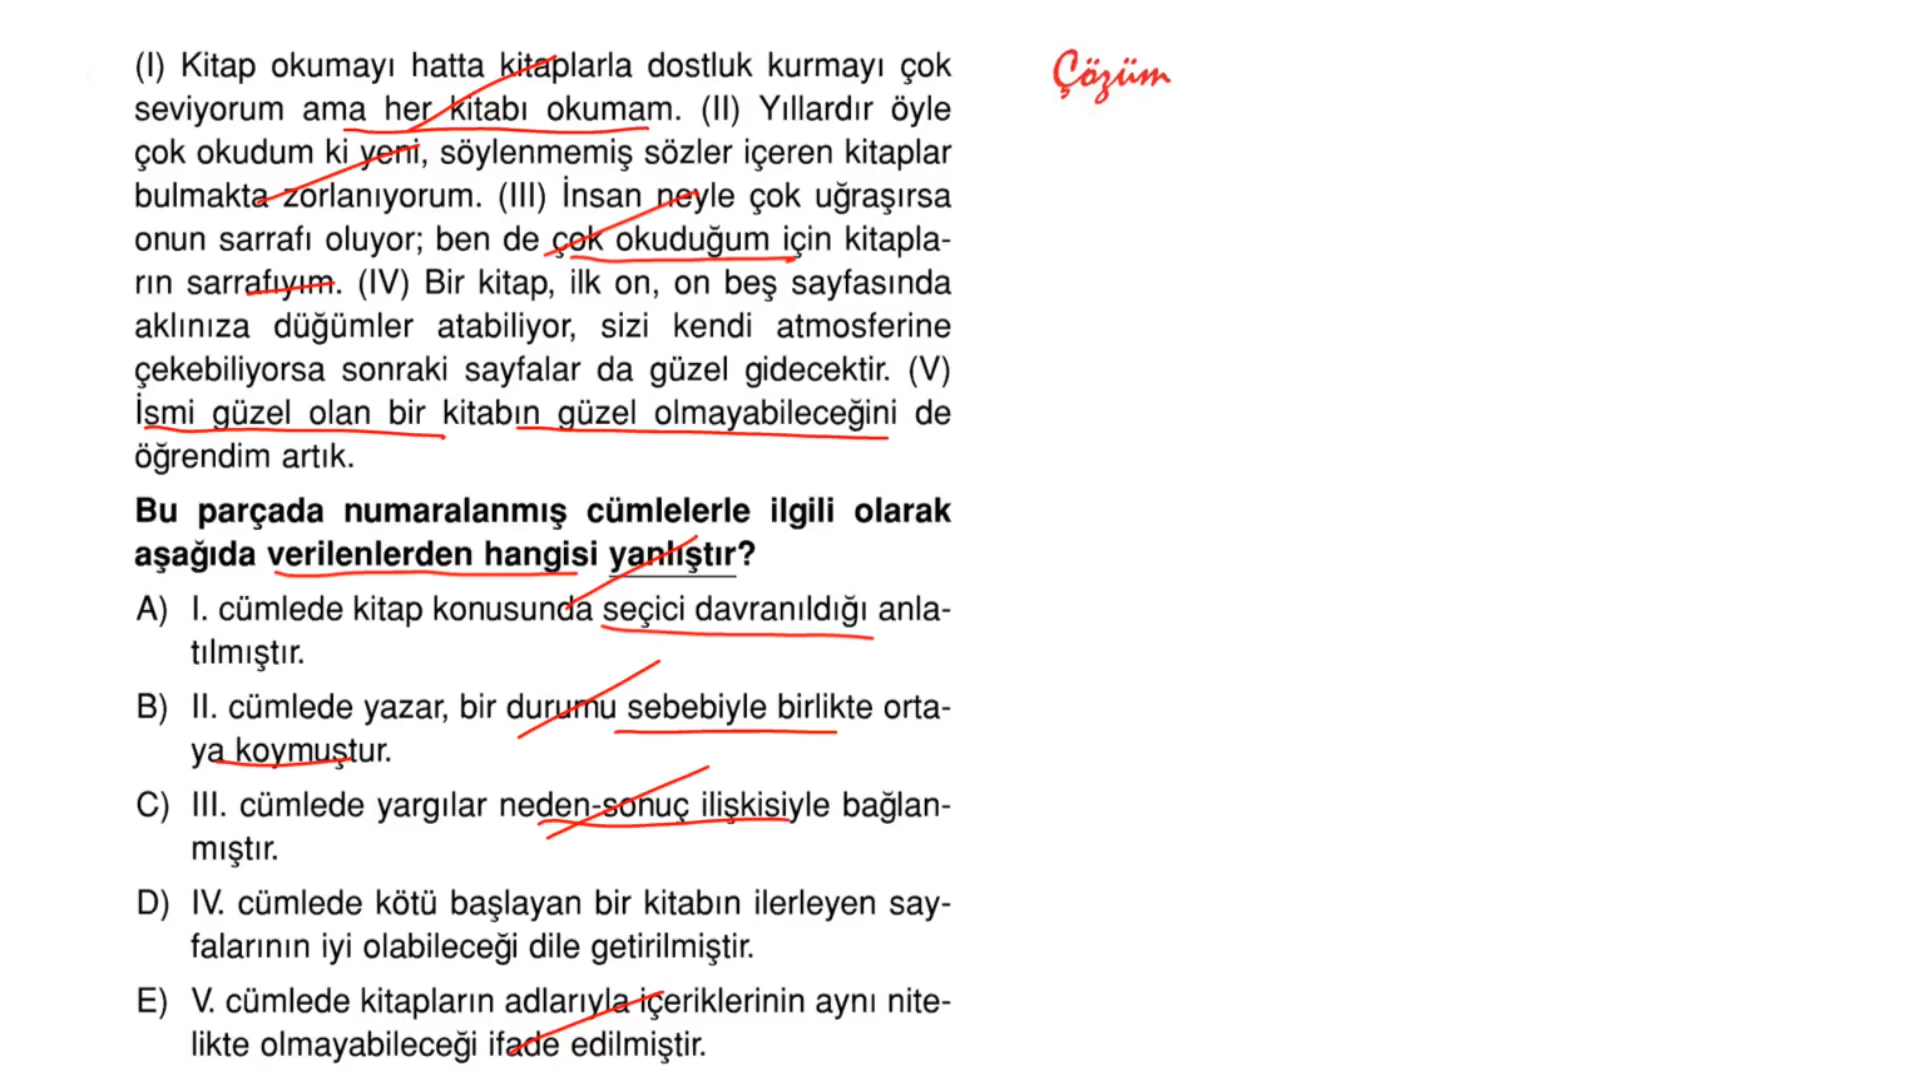 (I) Kitap okumayı hatta kitaplarla dostluk kurmayı çok
seviyorum ama her kitabı okumam. (II) Yıllardır öyle
çok okudum ki yeni, söylenmemiş sözler içeren kitaplar
bulmakta zorlanıyorum. (III) İnsan neyle çok uğraşırsa
onun sarrafı oluyor; ben de çok okuduğum için kitapla-
rın sarrafıyım. (IV) Bir kitap, ilk on, on beş sayfasında
aklınıza düğümler atabiliyor, sizi kendi atmosferine
çekebiliyorsa sonraki sayfalar da güzel gidecektir. (V)
İsmi güzel olan bir kitabın güzel olmayabileceğini de
öğrendim artık.
Bu parçada numaralanmış cümlelerle ilgili olarak
aşağıda verilenlerden hangisi yanlıştır?
A) I. cümlede kitap konusunda seçici davranıldığı anla-
tılmıştır.
B) II. cümlede yazar, bir durumu sebebiyle birlikte orta-
ya koymuştur.
C) III. cümlede yargılar neden-sonuç ilişkisiyle bağlan-
mıştır.
D) IV. cümlede kötü başlayan bir kitabın ilerleyen say-
falarının iyi olabileceği dile getirilmiştir.
E) V. cümlede kitapların adlarıyla içeriklerinin aynı nite-
likte olmayabileceği ifade edilmiştir.
Çözüm